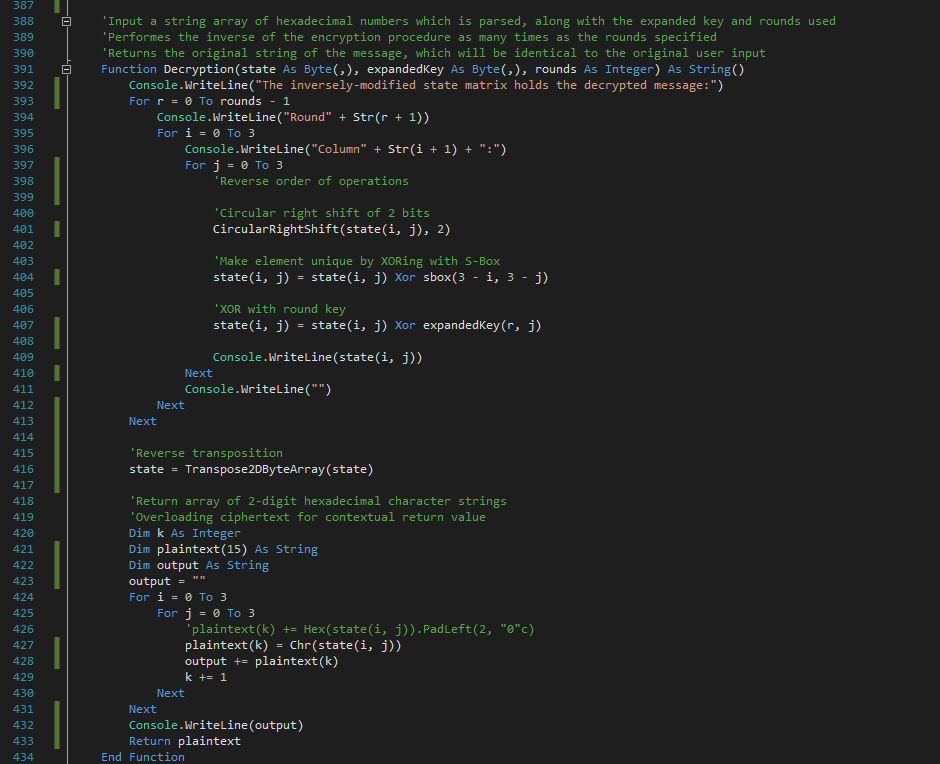 387
388 'Input a string array of hexadecimal numbers which is parsed, along with the expanded key and rounds used
389 'Performes the inverse of the encryption procedure as many times as the rounds specified
390 'Returns the original string of the message, which will be identical to the original user input
391 Function Decryption(state As Byte(,), expandedKey As Byte(,), rounds As Integer) As String()
392 Console.WriteLine("The inversely-modified state matrix holds the decrypted message:")
393 For r = 0 To rounds - 1
394 Console.WriteLine("Round" + Str(r + 1))
395 For i = 0 To 3
396 Console.WriteLine("Column" + Str(i + 1) + ":")
397 For j = 0 To 3
398 'Reverse order of operations
399
400 'Circular right shift of 2 bits
401 CircularRightShift(state(i, j), 2)
402
403 'Make element unique by XORing with S-Box
404 state(i, j) = state(i, j) Xor sbox(3 - i, 3 - j)
405
406 'XOR with round key
407 state(i, j) = state(i, j) Xor expandedKey(r, j)
408
409 Console.WriteLine(state(i, j))
410 Next
411 Console.WriteLine("")
412 Next
413 Next
414
415 'Reverse transposition
416 state = Transpose2DByteArray(state)
417
418 'Return array of 2-digit hexadecimal character strings
419 'Overloading ciphertext for contextual return value
420 Dim k As Integer
421 Dim plaintext(15) As String
422 Dim output As String
423 output = ""
424 For i = 0 To 3
425 For j = 0 To 3
426 'plaintext(k) += Hex(state(i, j)).PadLeft(2, "0"c)
427 plaintext(k) = Chr(state(i, j))
428 output += plaintext(k)
429 k += 1
430 Next
431 Next
432 Console.WriteLine(output)
433 Return plaintext
434 End Function